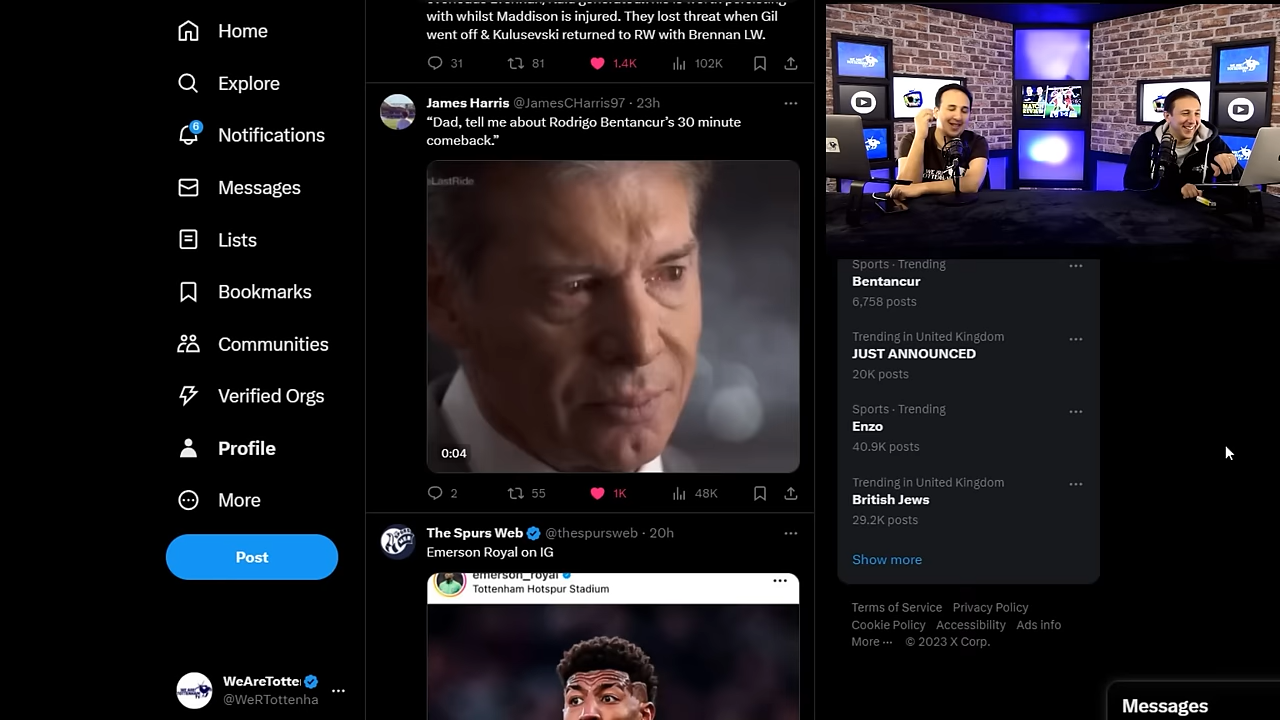 Home
Explore
6
Notifications
Messages
Lists
Bookmarks
Communities
Verified Orgs
Profile
More
Post
WeAreTotte
@WeRTottenha
with whilst Maddison is injured. They lost threat when Gil
went off & Kulusevski returned to RW with Brennan LW.
31
81
1.4K
102K
James Harris @JamesCHarris97 · 23h
“Dad, tell me about Rodrigo Bentancur’s 30 minute
comeback.”
eLastRide
0:04
2
55
1K
48K
The Spurs Web @thespursweb · 20h
Emerson Royal on IG
emerson_royal
Tottenham Hotspur Stadium
Sports · Trending
Bentancur
6,758 posts
Trending in United Kingdom
JUST ANNOUNCED
20K posts
Sports · Trending
Enzo
40.9K posts
Trending in United Kingdom
British Jews
29.2K posts
Show more
Terms of Service Privacy Policy
Cookie Policy Accessibility Ads info
More ··· © 2023 X Corp.
Messages